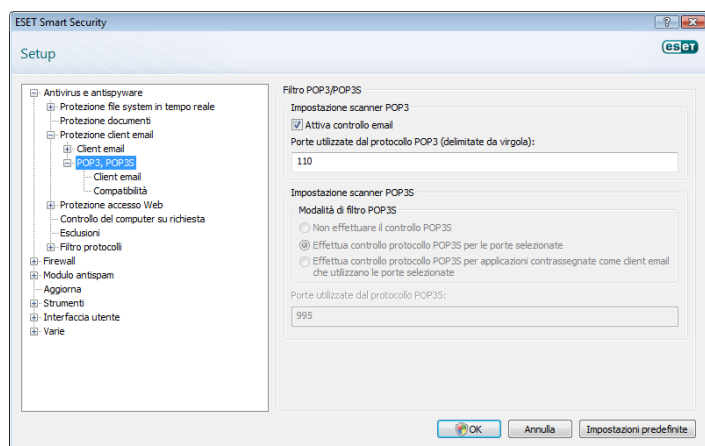 ESET Smart Security
Setup
eset
Antivirus e antispyware
Protezione file system in tempo reale
Protezione documenti
Protezione client email
Client email
POP3, POP3S
Client email
Compatibilità
Protezione accesso Web
Controllo del computer su richiesta
Esclusioni
Filtro protocolli
Firewall
Modulo antispam
Aggiorna
Strumenti
Interfaccia utente
Varie
Filtro POP3/POP3S
Impostazione scanner POP3
Attiva controllo email
Porte utilizzate dal protocollo POP3 (delimitate da virgola):
110
Impostazione scanner POP3S
Modalità di filtro POP3S
Non effettuare il controllo POP3S
Effettua controllo protocollo POP3S per le porte selezionate
Effettua controllo protocollo POP3S per applicazioni contrassegnate come client email
che utilizzano le porte selezionate
Porte utilizzate dal protocollo POP3S:
995
OK
Annulla
Impostazioni predefinite